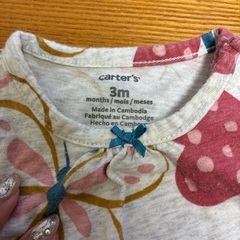 carter's
3m
months / mois / meses
Made in Cambodia
Fabriqué au Cambodge
Hecho en Camboya